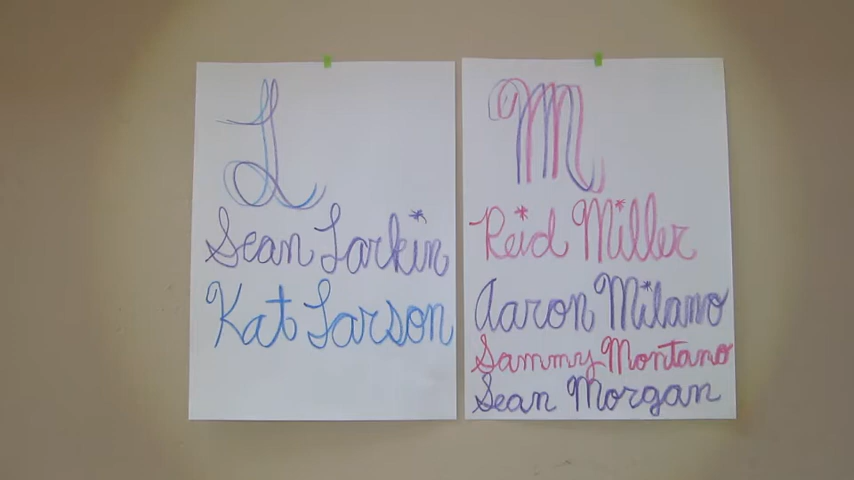 L
Sean Larkin
Kat Larson
M
Reid Miller
Aaron Milano
Sammy Montano
Sean Morgan